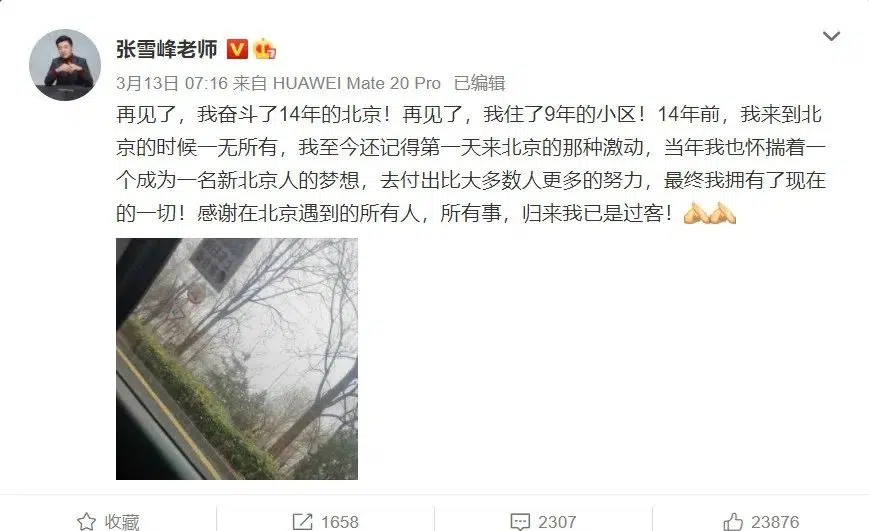 张雪峰老师
3月13日 07:16 来自 HUAWEI Mate 20 Pro 已编辑
再见了，我奋斗了14年的北京！再见了，我住了9年的小区！14年前，我来到北
京的时候一无所有，我至今还记得第一天来北京的那种激动，当年我也怀揣着一
个成为一名新北京人的梦想，去付出比大多数人更多的努力，最终我拥有了现在
的一切！感谢在北京遇到的所有人，所有事，归来我已是过客！
收藏
1658
2307
23876